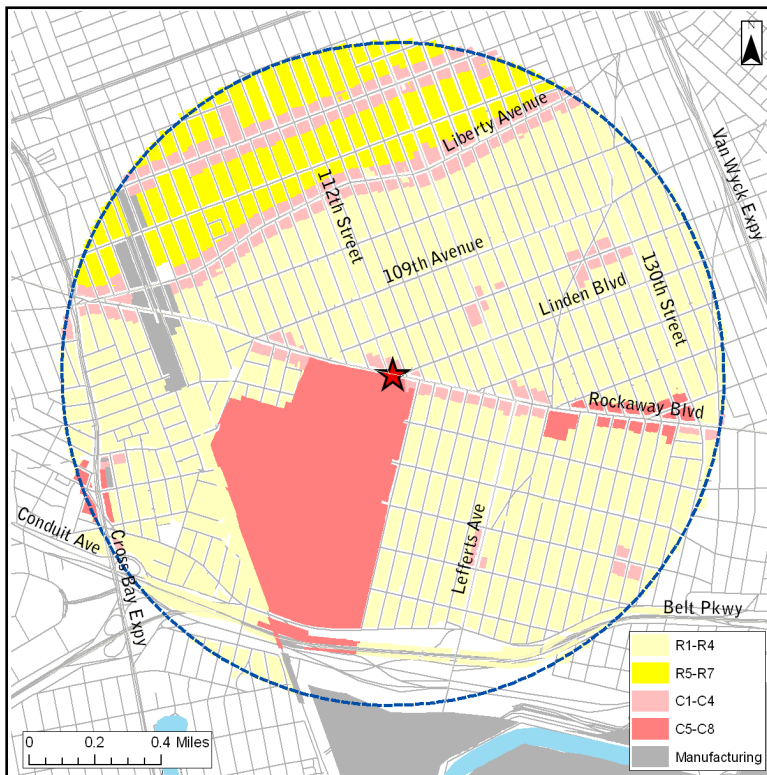 Liberty Avenue
Van Wyck Expy
112th Street
109th Avenue
130th Street
Linden Blvd
Rockaway Blvd
Conduit Ave
Cross Bay Expy
Lefferts Ave
Belt Pkwy
R1-R4
R5-R7
C1-C4
C5-C8
Manufacturing
0 0.2 0.4 Miles